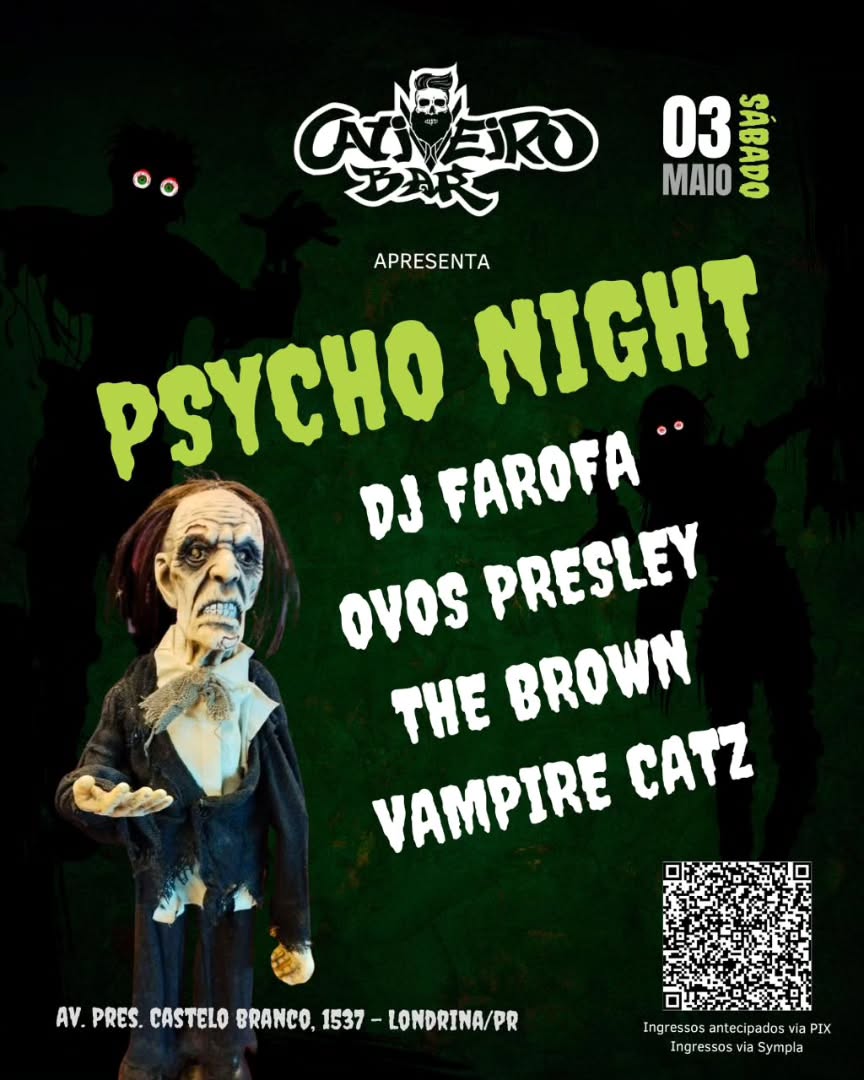 CATIVEIRO
BAR
03
MAIO
SÁBADO
APRESENTA
PSYCHO NIGHT
DJ FAROFA
OVOS PRESLEY
THE BROWN
VAMPIRE CATZ
AV. PRES. CASTELO BRANCO, 1537 - LONDRINA/PR
Ingressos antecipados via PIX
Ingressos via Sympla